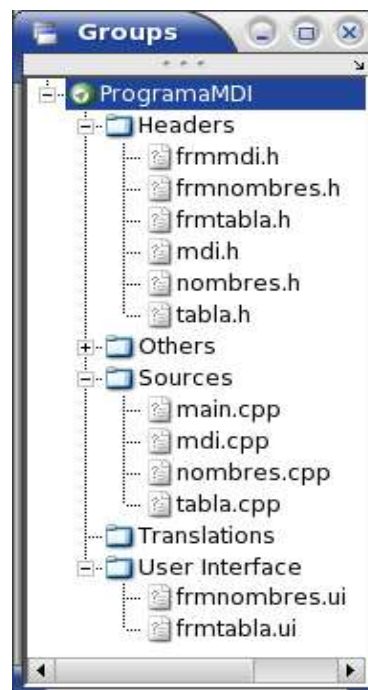 Groups
ProgramaMDI
Headers
frmmdi.h
frmnombres.h
frmtabla.h
mdi.h
nombres.h
tabla.h
Others
Sources
main.cpp
mdi.cpp
nombres.cpp
tabla.cpp
Translations
User Interface
frmnombres.ui
frmtabla.ui